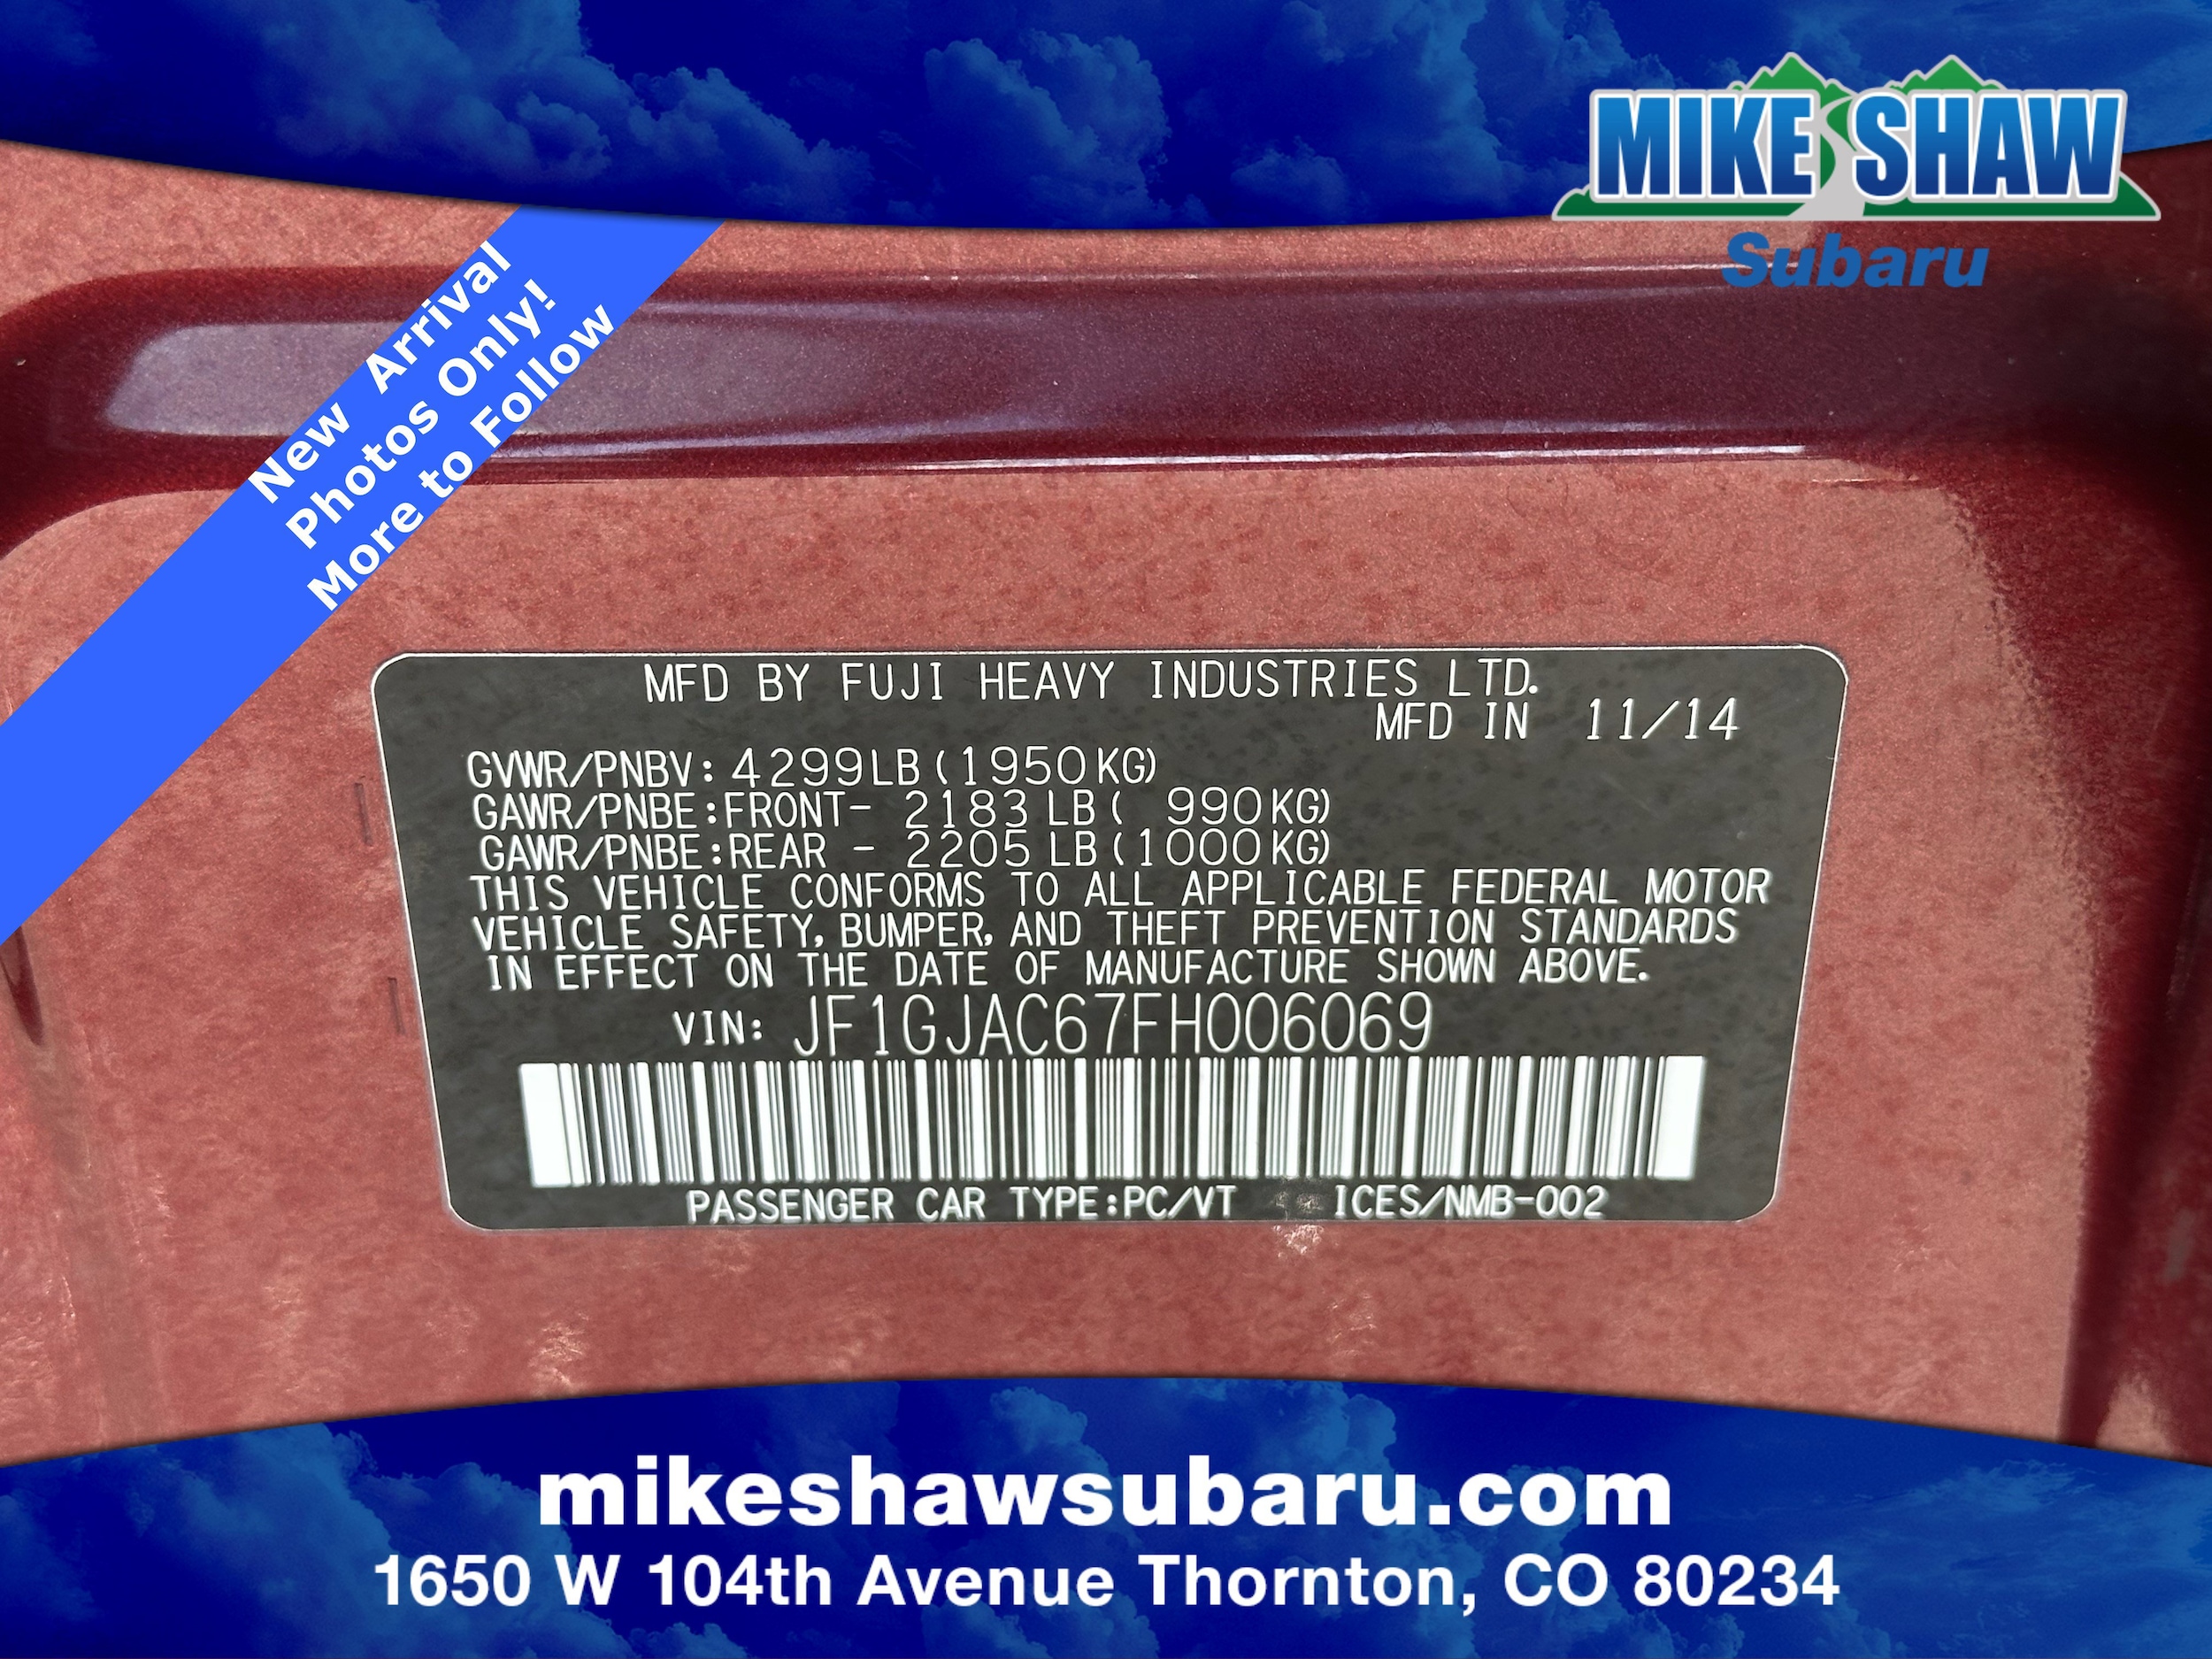 MIKE SHAW
Subaru
New Arrival
Photos Only!
More to Follow
MFD BY FUJI HEAVY INDUSTRIES LTD.
MFD IN 11/14
GVWR/PNBV: 4299LB (1950KG)
GAWR/PNBE:FRONT- 2183 LB ( 990KG)
GAWR/PNBE:REAR - 2205 LB (1000KG)
THIS VEHICLE CONFORMS TO ALL APPLICABLE FEDERAL MOTOR
VEHICLE SAFETY, BUMPER, AND THEFT PREVENTION STANDARDS
IN EFFECT ON THE DATE OF MANUFACTURE SHOWN ABOVE.
VIN: JF1GJAC67FH006069
PASSENGER CAR TYPE:PC/VT ICES/NMB-002
mikeshawsubaru.com
1650 W 104th Avenue Thornton, CO 80234